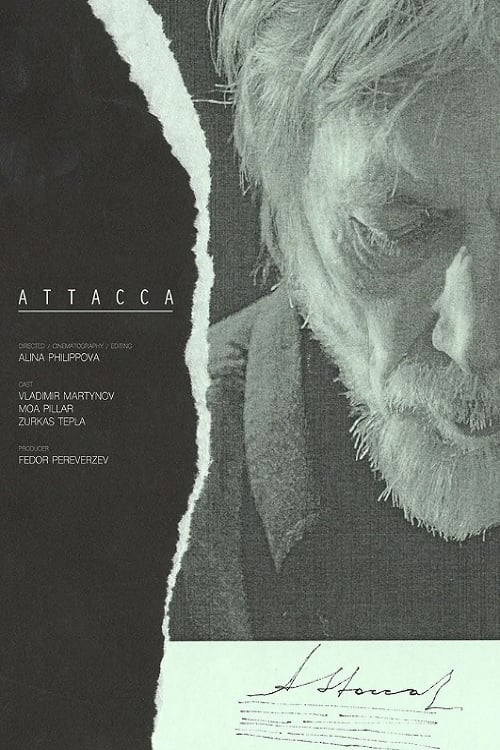 ATTACCA
DIRECTED / CINEMATOGRAPHY / EDITING
ALINA PHILIPPOVA
CAST
VLADIMIR MARTYNOV
MOA PILLAR
ZURKAS TEPLA
PRODUCER
FEDOR PEREVERZEV
Attacca